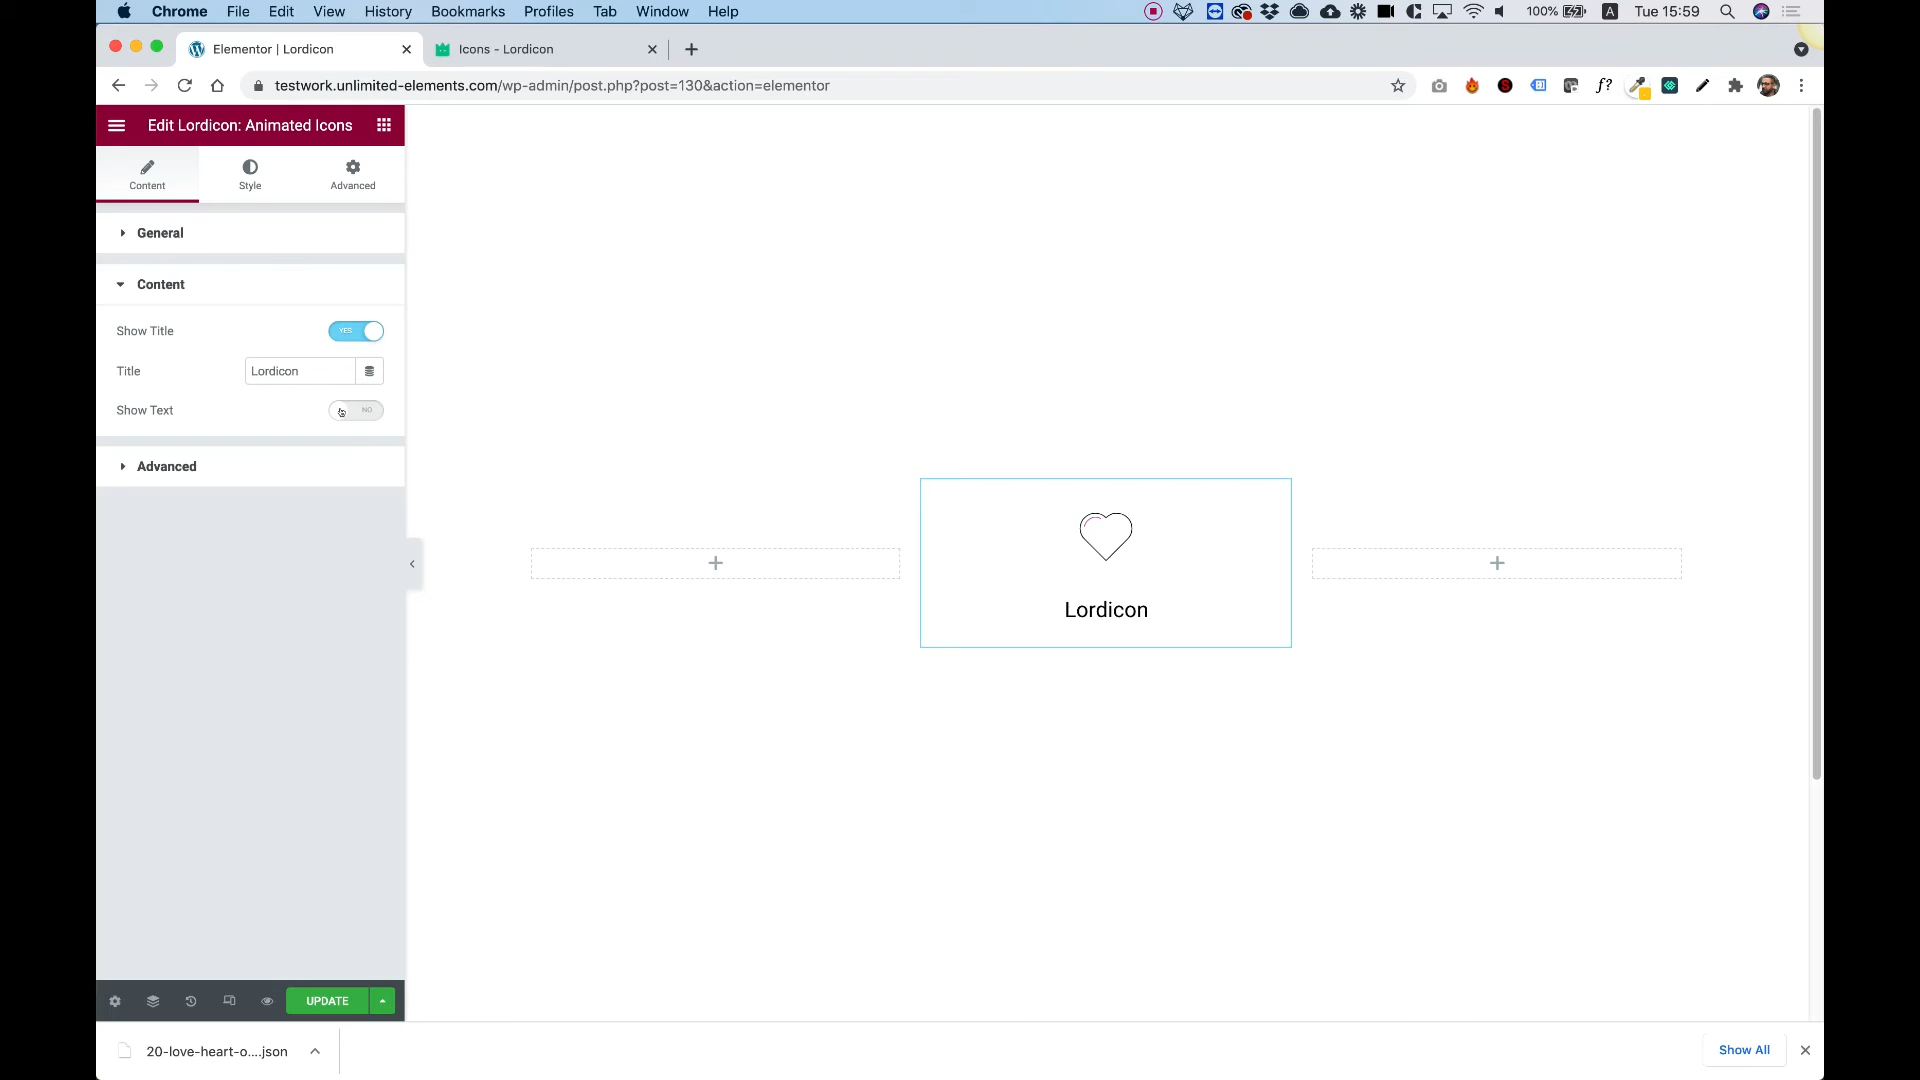 Chrome File Edit View History Bookmarks Profiles Tab Window Help 100% A Tue 15:59
Elementor | Lordicon
Icons - Lordicon
testwork.unlimited-elements.com/wp-admin/post.php?post=130&action=elementor
Edit Lordicon: Animated Icons
Content Style Advanced
General
Content
Show Title YES
Title Lordicon
Show Text NO
Advanced
Lordicon
UPDATE
20-love-heart-o....json
Show All